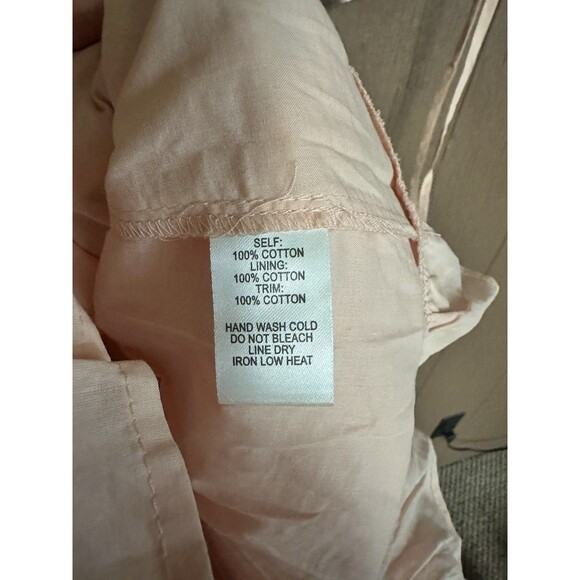 SELF:
100% COTTON
LINING:
100% COTTON
TRIM:
100% COTTON
HAND WASH COLD
DO NOT BLEACH
LINE DRY
IRON LOW HEAT